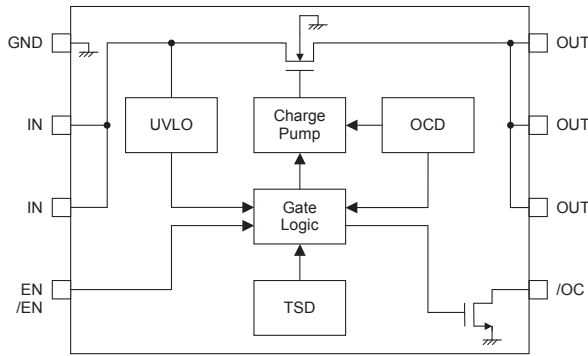 GND
OUT
IN
UVLO
Charge
Pump
OCD
OUT
IN
Gate
Logic
OUT
EN
/EN
TSD
/OC